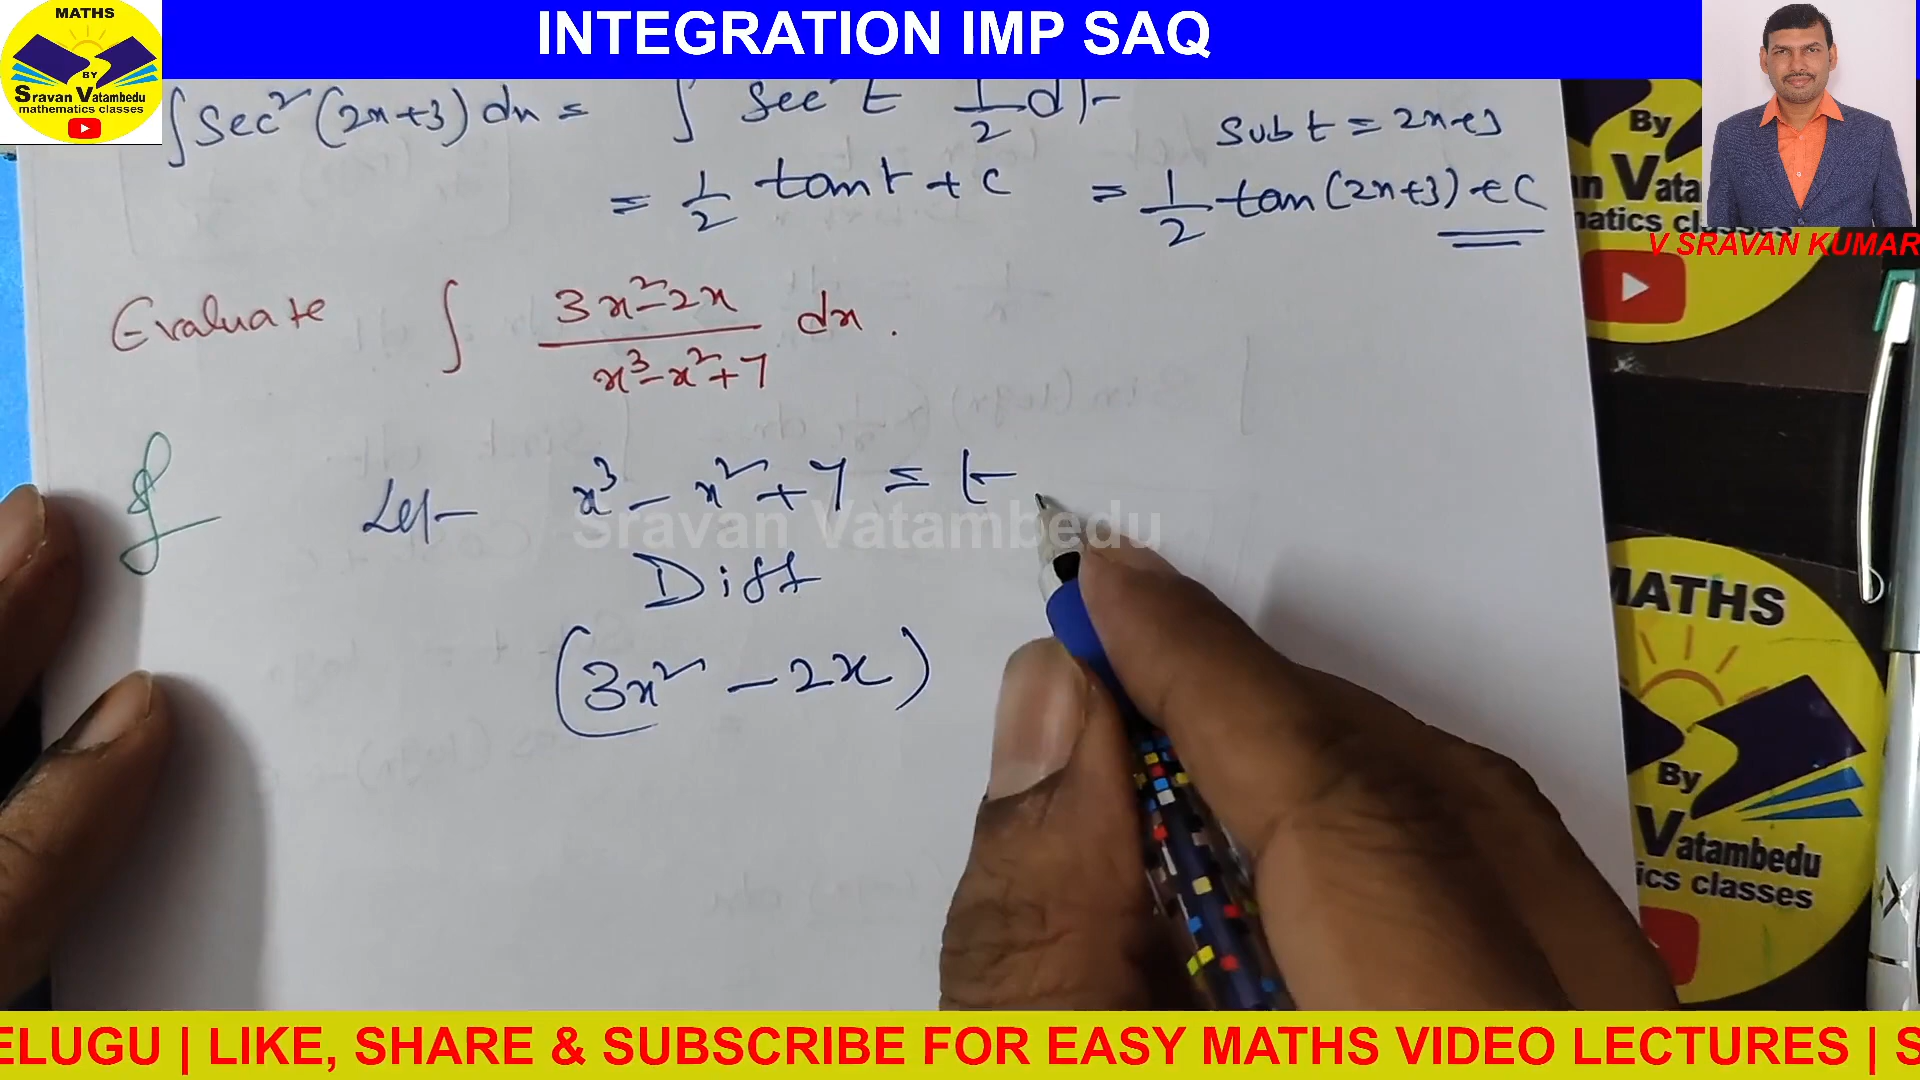 MATHS
BY
Sravan Vatambedu
mathematics classes
INTEGRATION IMP SAQ
V SRAVAN KUMAR
∫ sec² (2x+3) dx = ∫ sec² t 1/2 dt
sub t = 2x+3
= 1/2 tan t + c = 1/2 tan (2x+3) + C
Evaluate ∫ (3x²-2x)/(x³-x²+7) dx.
Let x³ - x² + 7 = t
Sravan Vatambedu
Diff
(3x² - 2x)
By
Vata
MATHS
By
Vatambedu
ics classes
ELUGU | LIKE, SHARE & SUBSCRIBE FOR EASY MATHS VIDEO LECTURES | S